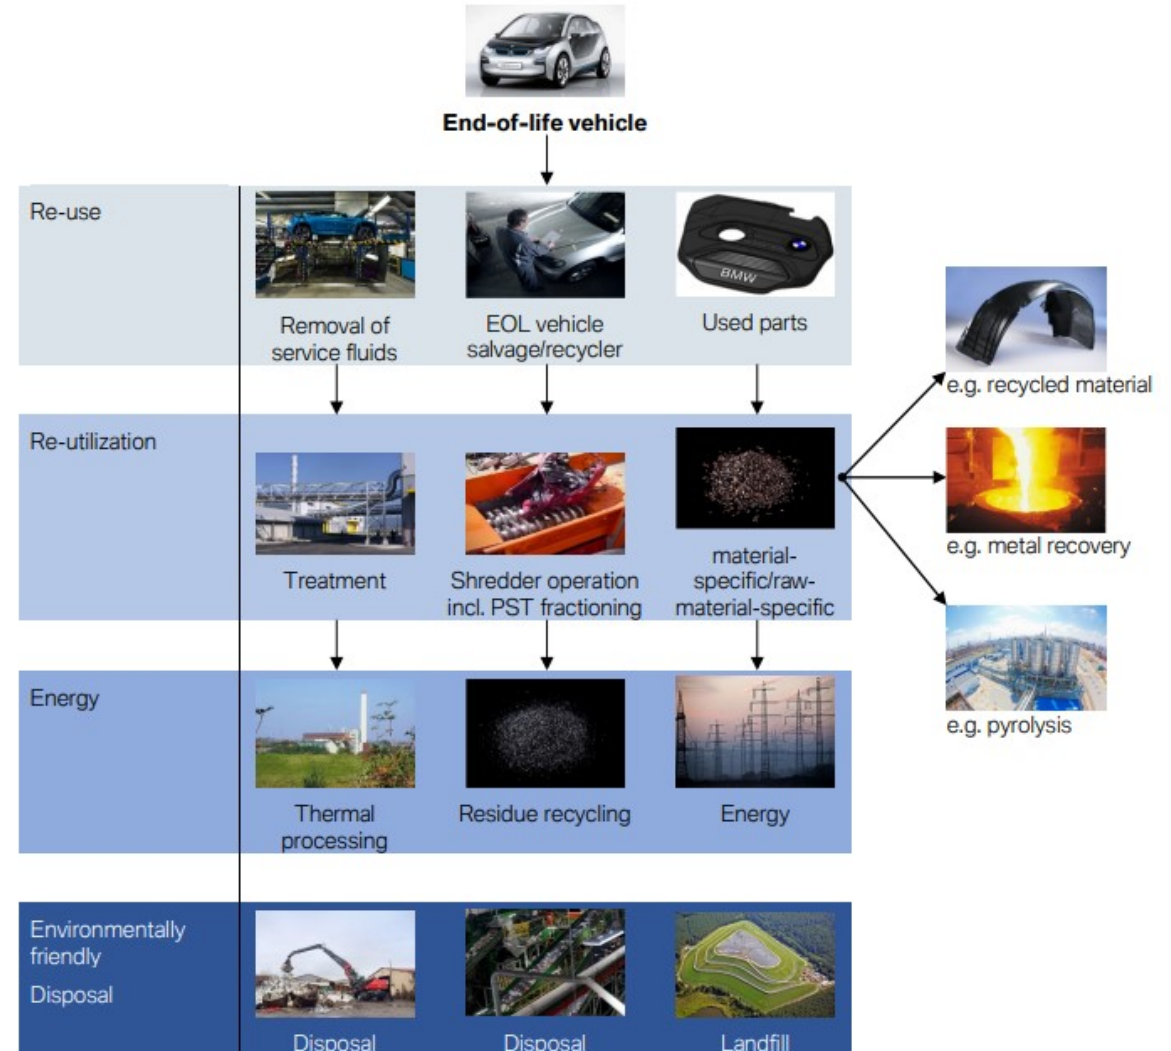 End-of-life vehicle
Re-use
BMW
Removal of
service fluids
EOL vehicle
salvage/recycler
Used parts
e.g. recycled material
Re-utilization
Treatment
Shredder operation
incl. PST fractioning
material-
specific/raw-
material-specific
e.g. metal recovery
e.g. pyrolysis
Energy
Thermal
processing
Residue recycling
Energy
Environmentally
friendly
Disposal
Disposal
Disposal
Landfill